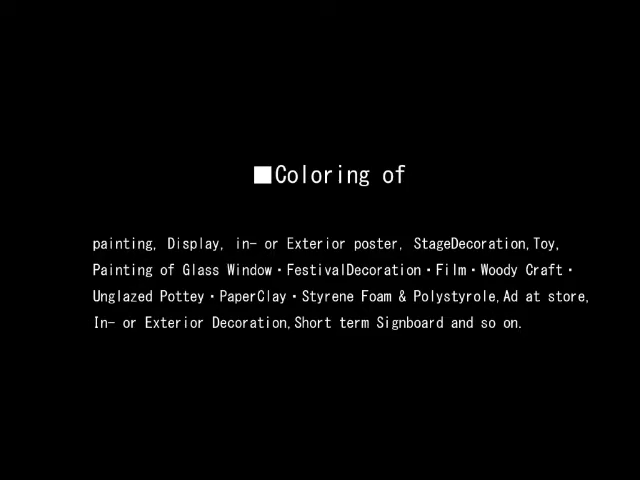 ■Coloring of
painting, Display, in- or Exterior poster, StageDecoration,Toy,
Painting of Glass Window・FestivalDecoration・Film・Woody Craft・
Unglazed Pottey・PaperClay・Styrene Foam & Polystyrole,Ad at store,
In- or Exterior Decoration,Short term Signboard and so on.